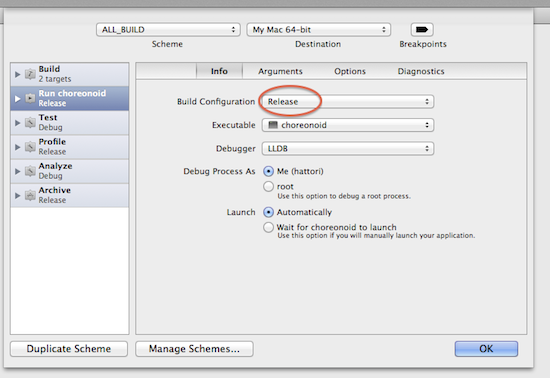 ALL_BUILD
My Mac 64-bit
Scheme
Destination
Breakpoints
Build
2 targets
Run choreonoid
Release
Test
Debug
Profile
Release
Analyze
Debug
Archive
Release
Info
Arguments
Options
Diagnostics
Build Configuration
Release
Executable
choreonoid
Debugger
LLDB
Debug Process As
Me (hattori)
root
Use this option to debug a root process.
Launch
Automatically
Wait for choreonoid to launch
Use this option if you will manually launch your application.
Duplicate Scheme
Manage Schemes...
OK